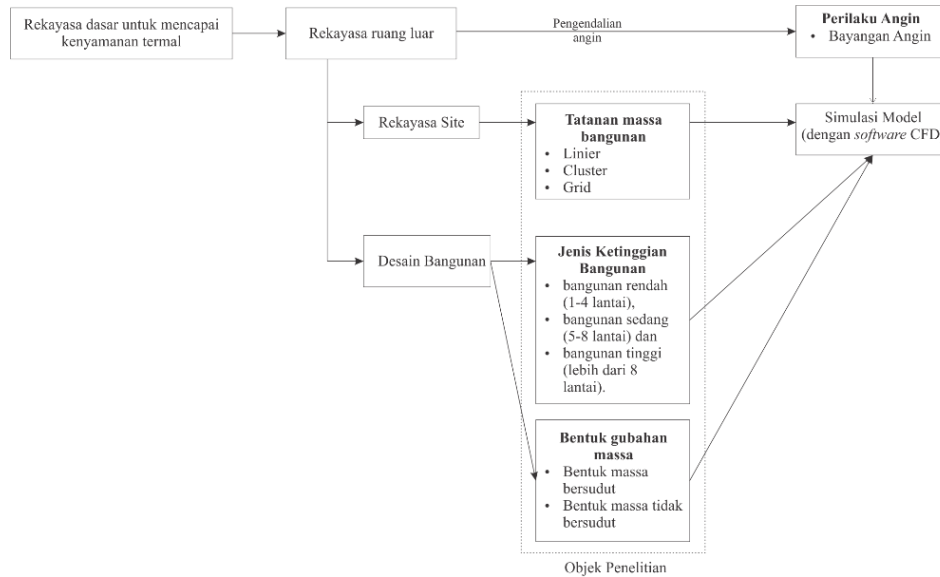 Rekayasa dasar untuk mencapai
kenyamanan termal
Rekayasa ruang luar
Pengendalian
angin
Perilaku Angin
• Bayangan Angin
Rekayasa Site
Tatanan massa
bangunan
• Linier
• Cluster
• Grid
Simulasi Model
(dengan software CFD
Desain Bangunan
Jenis Ketinggian
Bangunan
• bangunan rendah
(1-4 lantai),
• bangunan sedang
(5-8 lantai) dan
• bangunan tinggi
(lebih dari 8
lantai).
Bentuk gubahan
massa
• Bentuk massa
bersudut
• Bentuk massa tidak
bersudut
Objek Penelitian